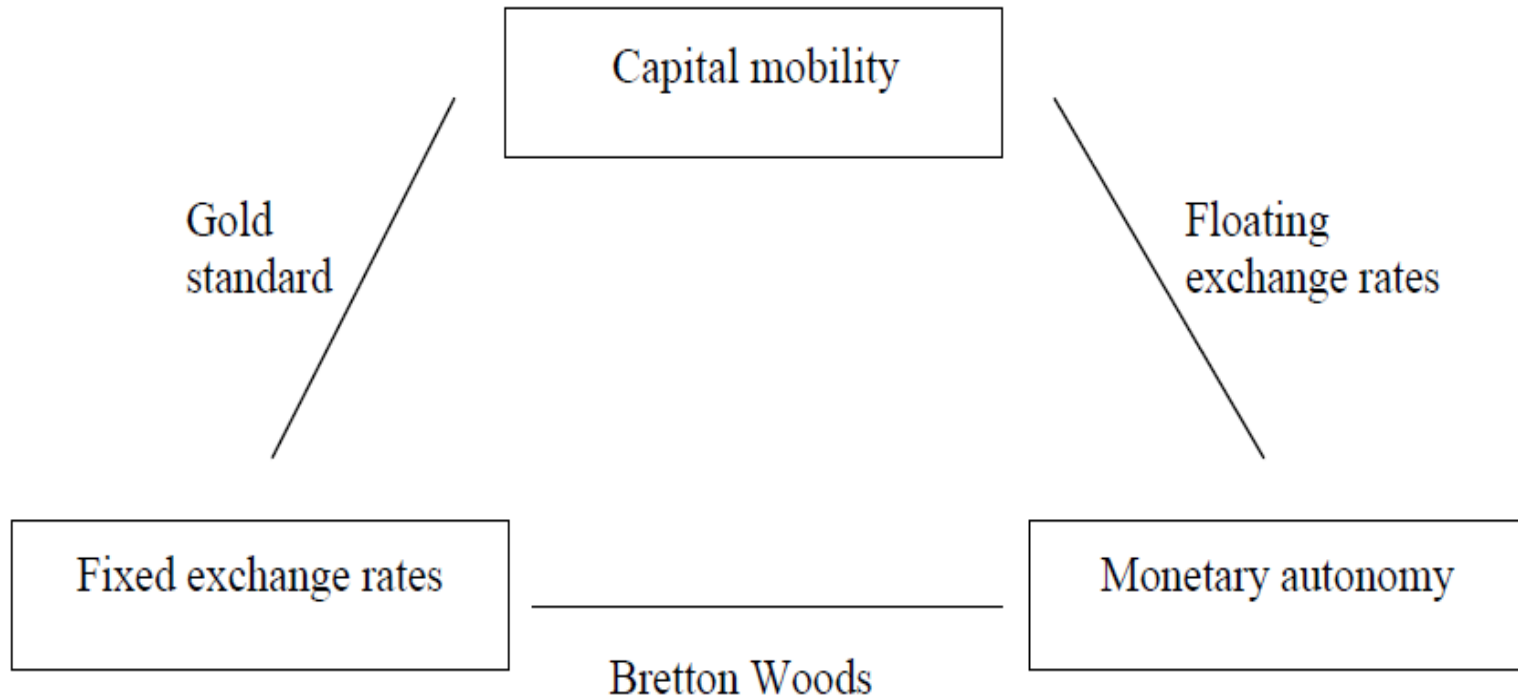 Capital mobility
Gold
standard
Floating
exchange rates
Fixed exchange rates
Monetary autonomy
Bretton Woods